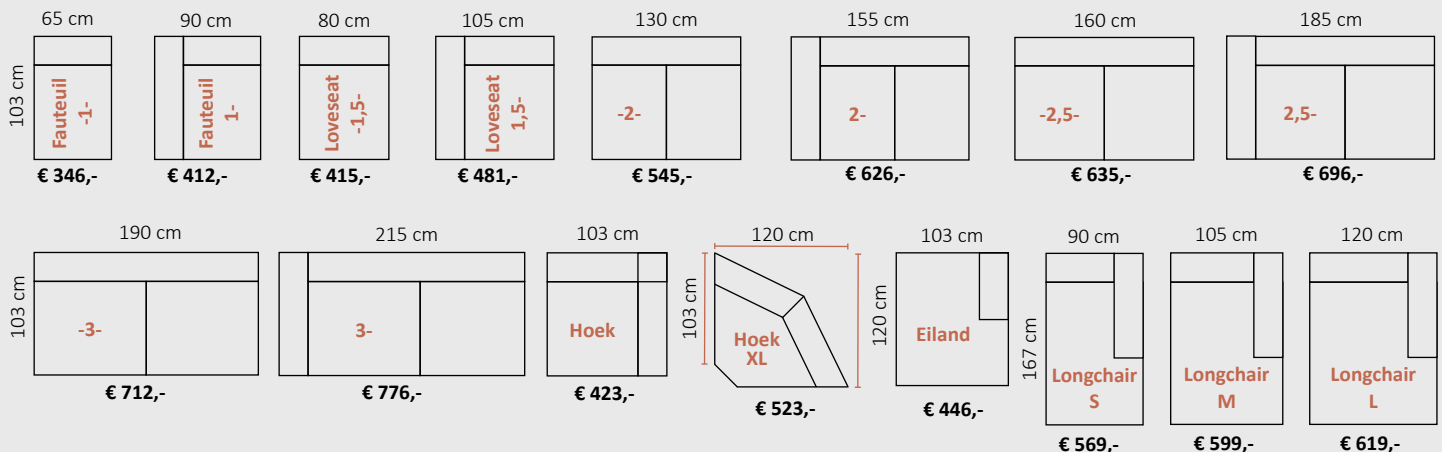 65 cm
90 cm
80 cm
105 cm
130 cm
155 cm
160 cm
185 cm
103 cm
Fauteuil
-1-
Fauteuil
1-
Loveseat
-1,5-
Loveseat
1,5-
-2-
2-
-2,5-
2,5-
€ 346,-
€ 412,-
€ 415,-
€ 481,-
€ 545,-
€ 626,-
€ 635,-
€ 696,-
190 cm
215 cm
103 cm
120 cm
103 cm
90 cm
105 cm
120 cm
103 cm
-3-
3-
Hoek
103 cm
Hoek
XL
120 cm
Eiland
167 cm
Longchair
S
Longchair
M
Longchair
L
€ 712,-
€ 776,-
€ 423,-
€ 523,-
€ 446,-
€ 569,-
€ 599,-
€ 619,-